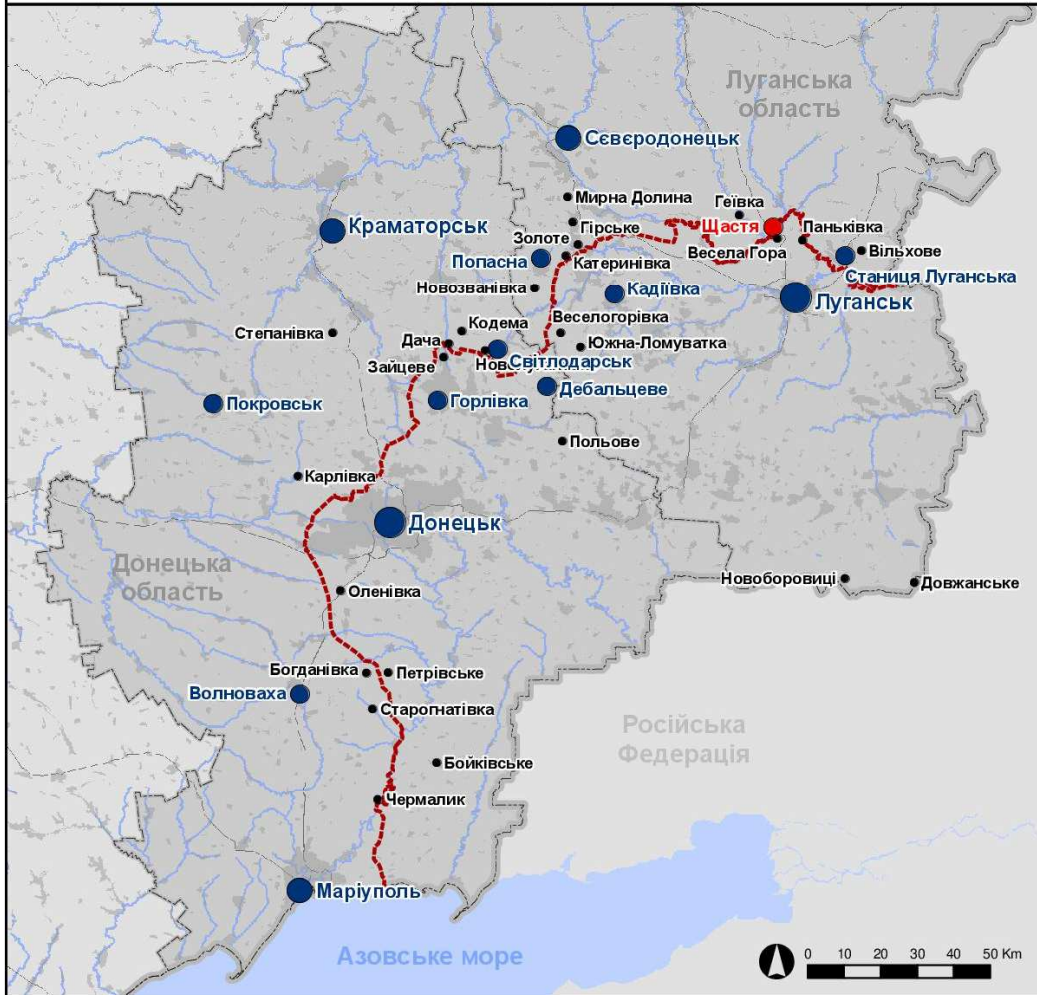 Луганська
область
Сєвєродонецьк
Мирна Долина
Геївка
Краматорськ
Гірське
Щастя
Паньківка
Золоте
Весела Гора
Вільхове
Попасна
Катеринівка
Станиця Луганська
Новозванівка
Кадіївка
Луганськ
Степанівка
Кодема
Веселогорівка
Дача
Южна-Ломуватка
Зайцеве
Світлодарськ
Дебальцеве
Покровськ
Горлівка
Польове
Карлівка
Донецьк
Донецька
область
Новоборовиці
Довжанське
Оленівка
Богданівка
Петрівське
Волноваха
Старогнатівка
Російська
Федерація
Бойківське
Чермалик
Маріуполь
Азовське море
0 10 20 30 40 50 Km